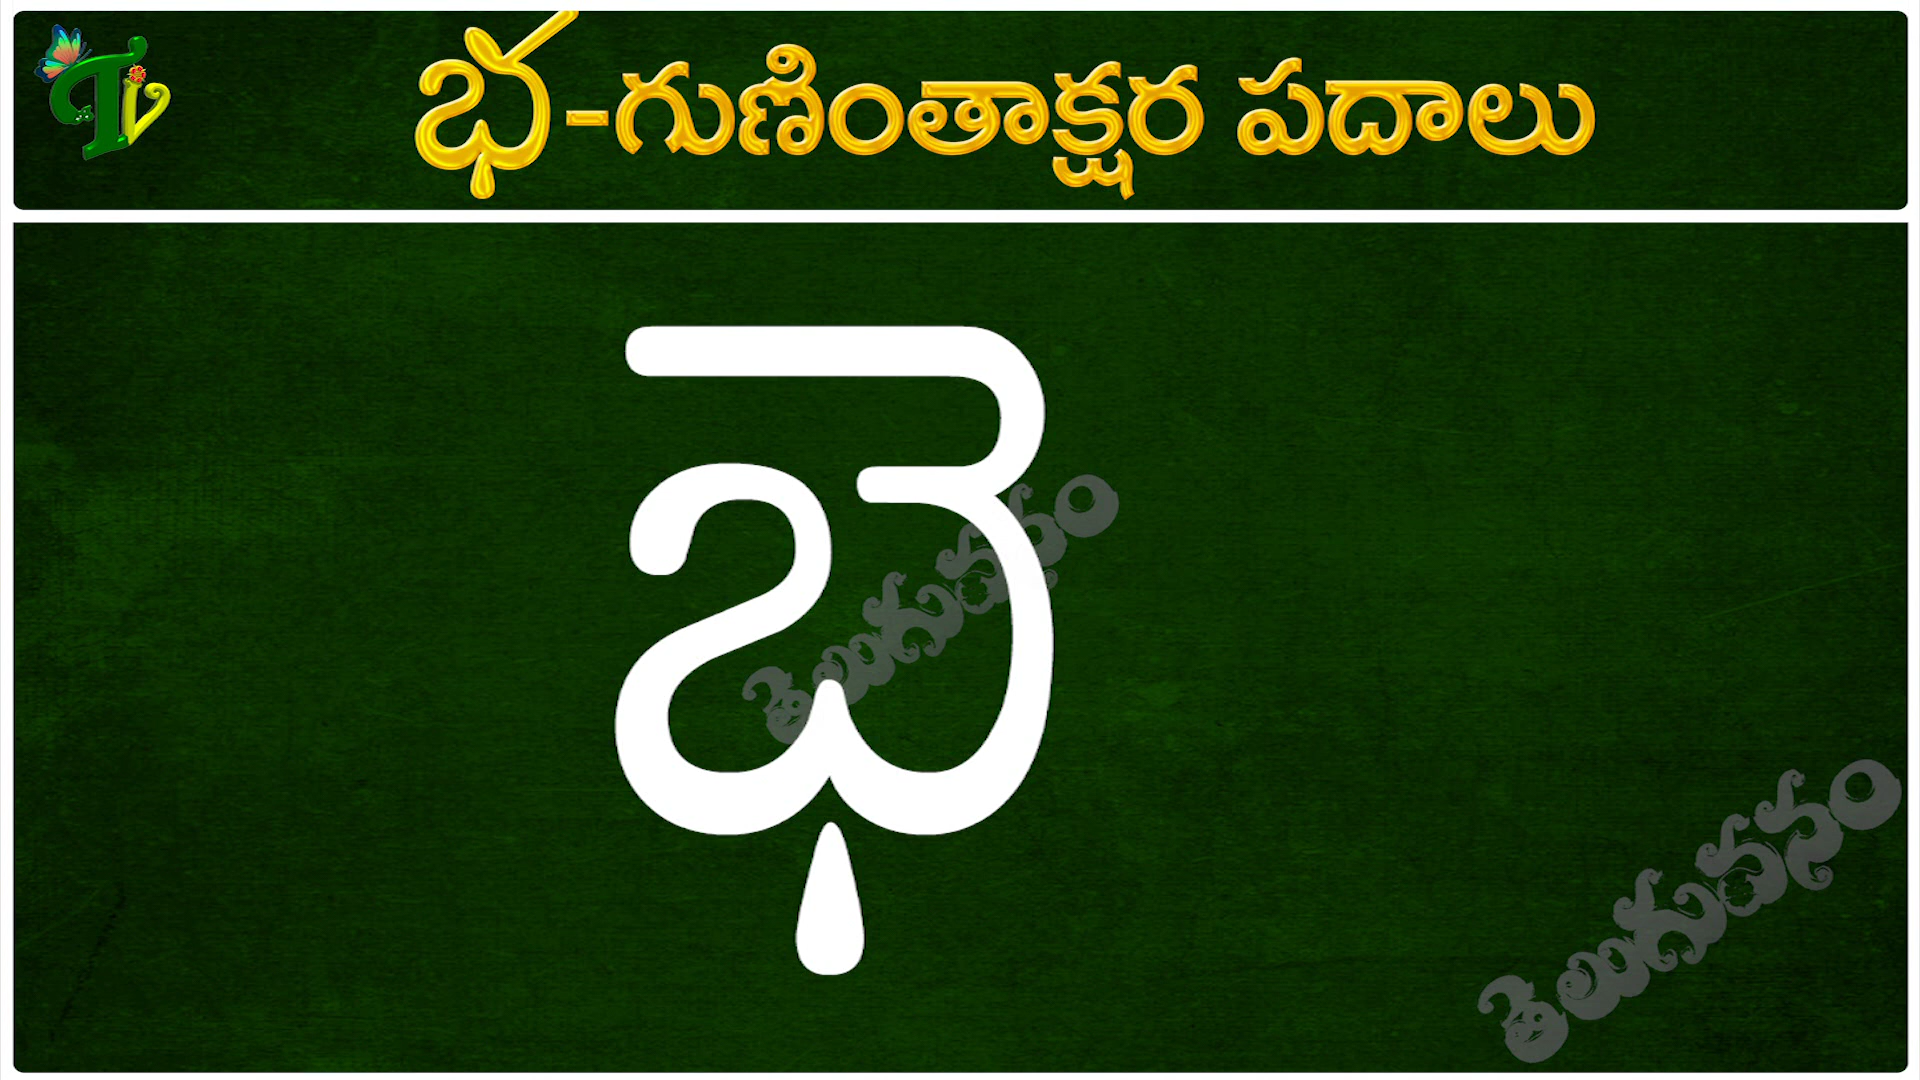 భ-గుణింతాక్షర పదాలు
భె
తెలుగువనం
తెలుగువనం